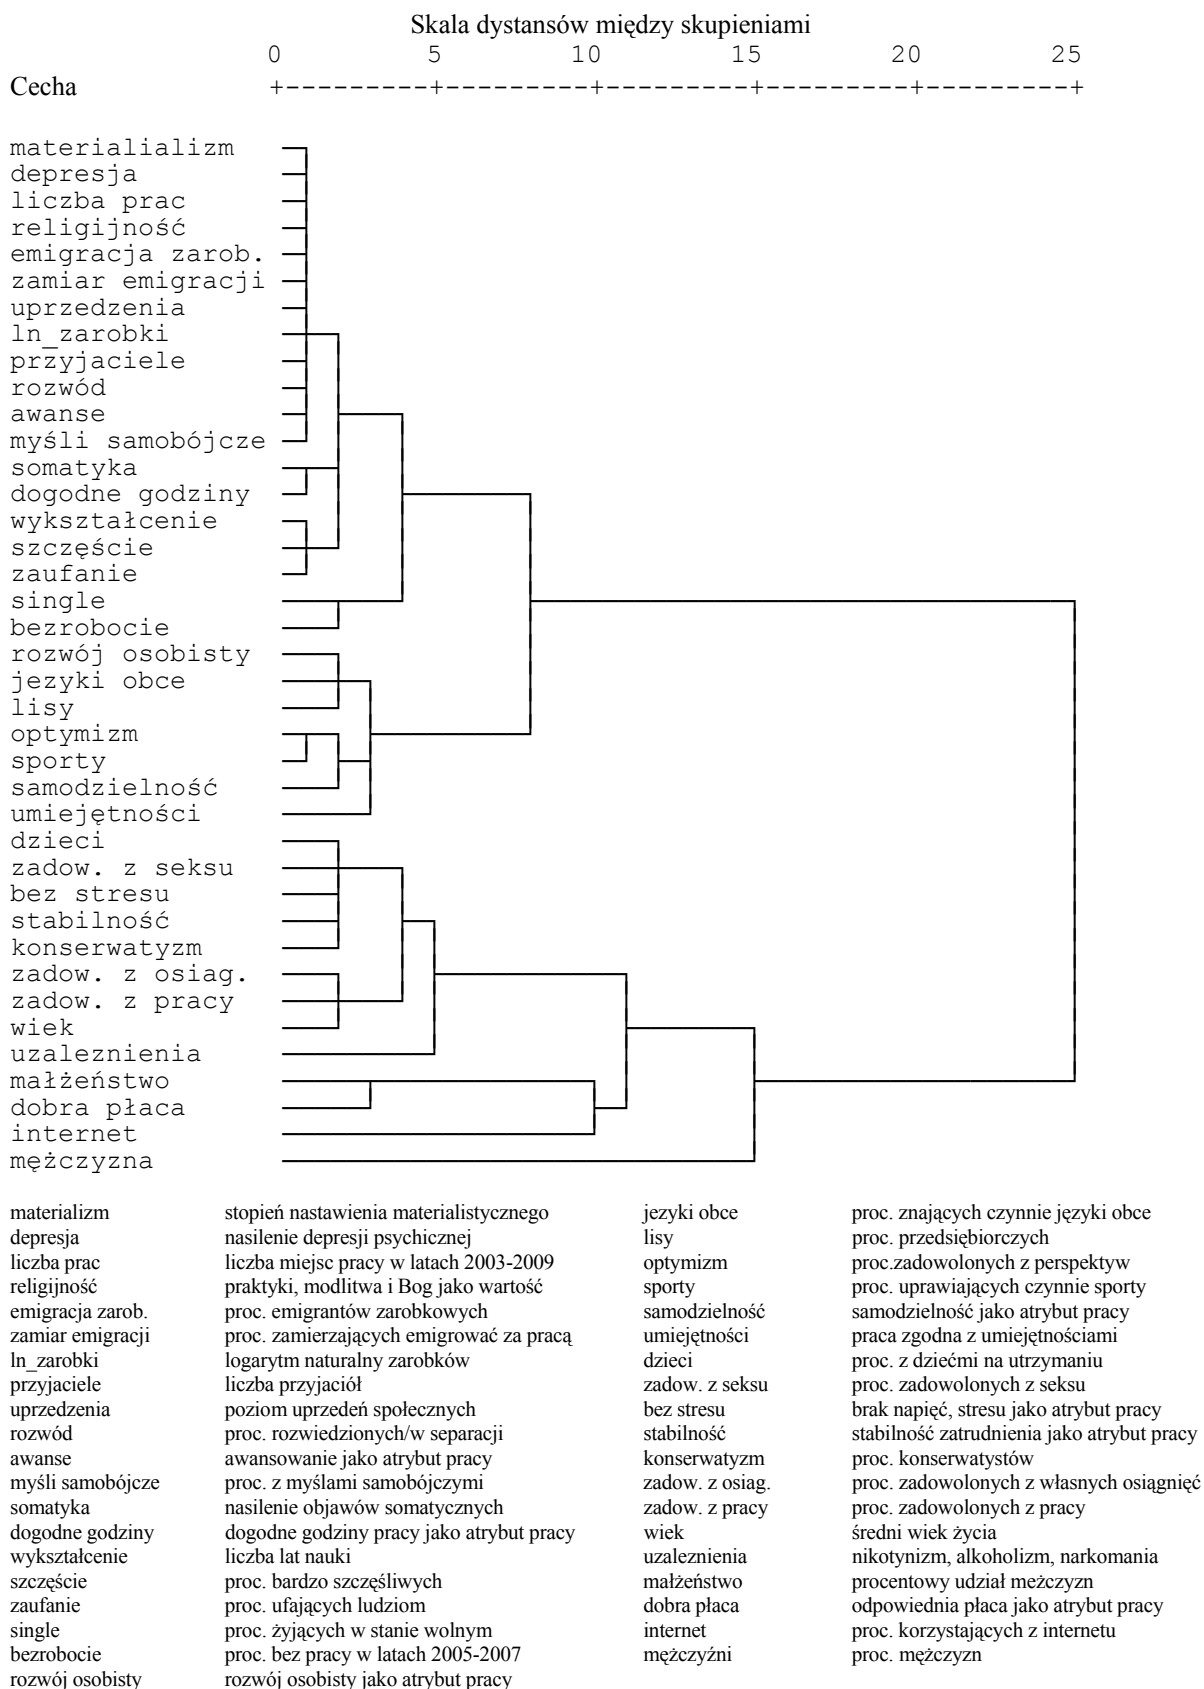 Skala dystansów między skupieniami
0 5 10 15 20 25
Cecha +---------+---------+---------+---------+---------+
materialializm
depresja
liczba prac
religijność
emigracja zarob.
zamiar emigracji
uprzedzenia
ln_zarobki
przyjaciele
rozwód
awanse
myśli samobójcze
somatyka
dogodne godziny
wykształcenie
szczęście
zaufanie
single
bezrobocie
rozwój osobisty
jezyki obce
lisy
optymizm
sporty
samodzielność
umiejętności
dzieci
zadow. z seksu
bez stresu
stabilność
konserwatyzm
zadow. z osiag.
zadow. z pracy
wiek
uzaleznienia
małżeństwo
dobra płaca
internet
mężczyzna
materializm stopień nastawienia materialistycznego jezyki obce proc. znających czynnie języki obce
depresja nasilenie depresji psychicznej lisy proc. przedsiębiorczych
liczba prac liczba miejsc pracy w latach 2003-2009 optymizm proc.zadowolonych z perspektyw
religijność praktyki, modlitwa i Bog jako wartość sporty proc. uprawiających czynnie sporty
emigracja zarob. proc. emigrantów zarobkowych samodzielność samodzielność jako atrybut pracy
zamiar emigracji proc. zamierzających emigrować za pracą umiejętności praca zgodna z umiejętnościami
ln_zarobki logarytm naturalny zarobków dzieci proc. z dziećmi na utrzymaniu
przyjaciele liczba przyjaciół zadow. z seksu proc. zadowolonych z seksu
uprzedzenia poziom uprzedeń społecznych bez stresu brak napięć, stresu jako atrybut pracy
rozwód proc. rozwiedzionych/w separacji stabilność stabilność zatrudnienia jako atrybut pracy
awanse awansowanie jako atrybut pracy konserwatyzm proc. konserwatystów
myśli samobójcze proc. z myślami samobójczymi zadow. z osiag. proc. zadowolonych z własnych osiągnięć
somatyka nasilenie objawów somatycznych zadow. z pracy proc. zadowolonych z pracy
dogodne godziny dogodne godziny pracy jako atrybut pracy wiek średni wiek życia
wykształcenie liczba lat nauki uzaleznienia nikotynizm, alkoholizm, narkomania
szczęście proc. bardzo szczęśliwych małżeństwo procentowy udział meżczyzn
zaufanie proc. ufających ludziom dobra płaca odpowiednia płaca jako atrybut pracy
single proc. żyjących w stanie wolnym internet proc. korzystających z internetu
bezrobocie proc. bez pracy w latach 2005-2007 mężczyźni proc. mężczyzn
rozwój osobisty rozwój osobisty jako atrybut pracy